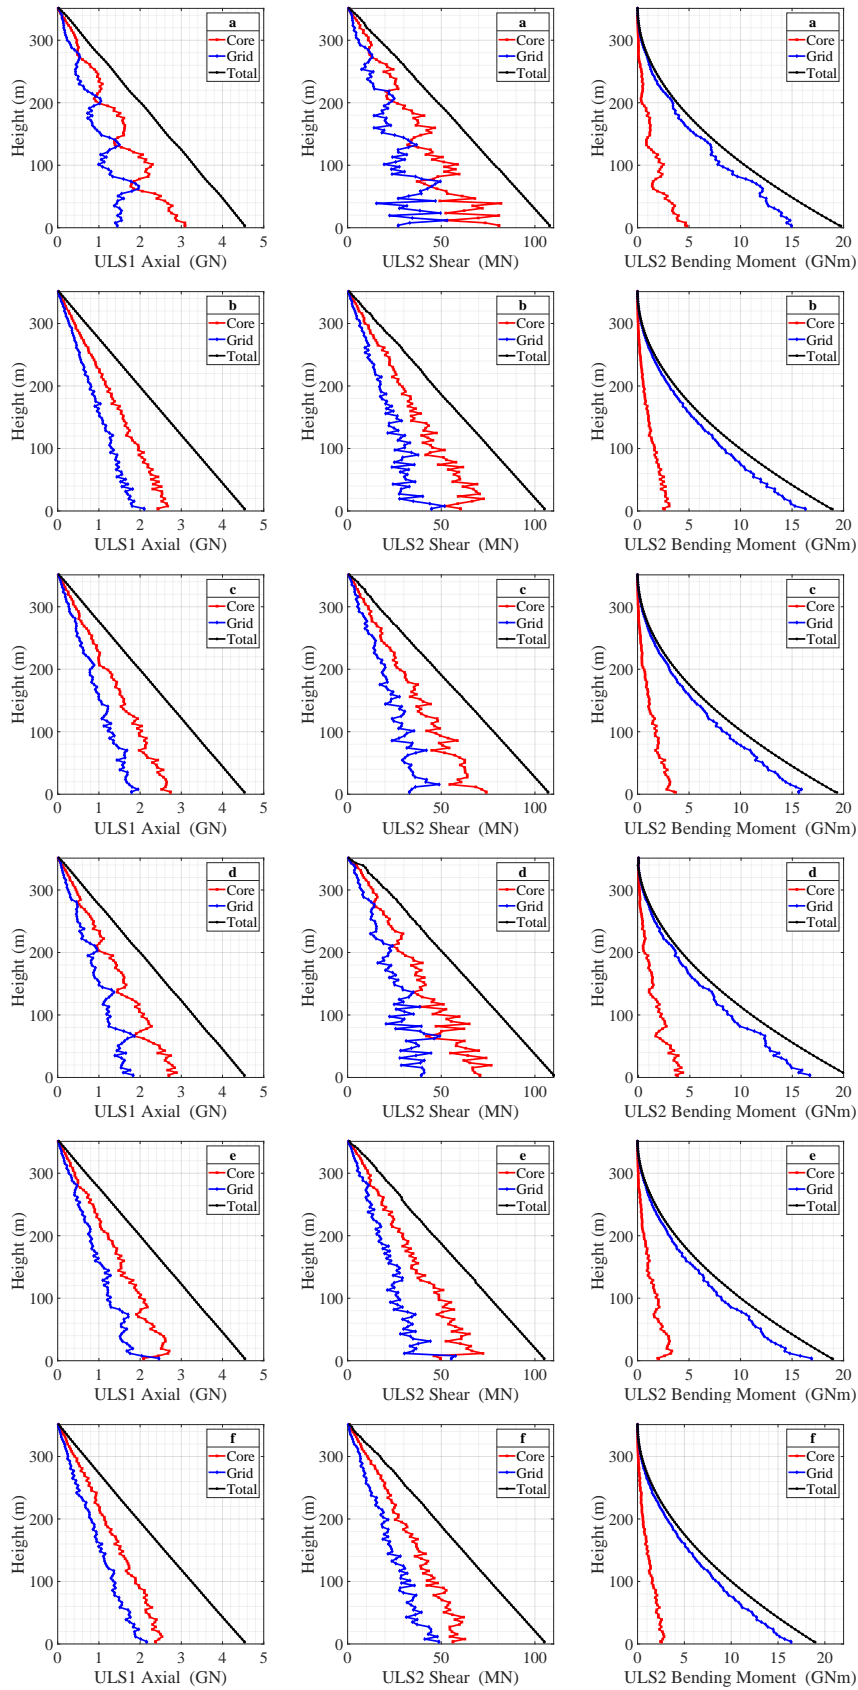 a
Core
Grid
Total
Height (m)
300
200
100
0
0 1 2 3 4 5
ULS1 Axial (GN)
a
Core
Grid
Total
Height (m)
300
200
100
0
0 50 100
ULS2 Shear (MN)
a
Core
Grid
Total
Height (m)
300
200
100
0
0 5 10 15 20
ULS2 Bending Moment (GNm)
b
Core
Grid
Total
Height (m)
300
200
100
0
0 1 2 3 4 5
ULS1 Axial (GN)
b
Core
Grid
Total
Height (m)
300
200
100
0
0 50 100
ULS2 Shear (MN)
b
Core
Grid
Total
Height (m)
300
200
100
0
0 5 10 15 20
ULS2 Bending Moment (GNm)
c
Core
Grid
Total
Height (m)
300
200
100
0
0 1 2 3 4 5
ULS1 Axial (GN)
c
Core
Grid
Total
Height (m)
300
200
100
0
0 50 100
ULS2 Shear (MN)
c
Core
Grid
Total
Height (m)
300
200
100
0
0 5 10 15 20
ULS2 Bending Moment (GNm)
d
Core
Grid
Total
Height (m)
300
200
100
0
0 1 2 3 4 5
ULS1 Axial (GN)
d
Core
Grid
Total
Height (m)
300
200
100
0
0 50 100
ULS2 Shear (MN)
d
Core
Grid
Total
Height (m)
300
200
100
0
0 5 10 15 20
ULS2 Bending Moment (GNm)
e
Core
Grid
Total
Height (m)
300
200
100
0
0 1 2 3 4 5
ULS1 Axial (GN)
e
Core
Grid
Total
Height (m)
300
200
100
0
0 50 100
ULS2 Shear (MN)
e
Core
Grid
Total
Height (m)
300
200
100
0
0 5 10 15 20
ULS2 Bending Moment (GNm)
f
Core
Grid
Total
Height (m)
300
200
100
0
0 1 2 3 4 5
ULS1 Axial (GN)
f
Core
Grid
Total
Height (m)
300
200
100
0
0 50 100
ULS2 Shear (MN)
f
Core
Grid
Total
Height (m)
300
200
100
0
0 5 10 15 20
ULS2 Bending Moment (GNm)